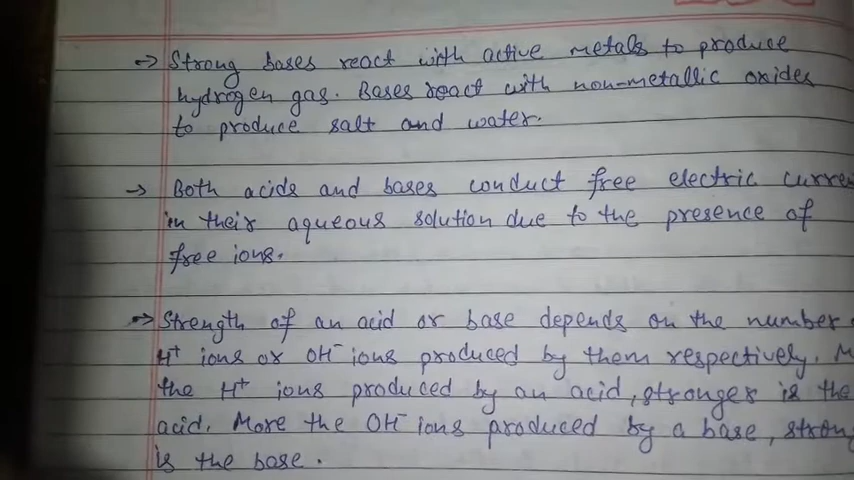 → Strong bases react with active metals to produce
hydrogen gas. Bases react with non-metallic oxides
to produce salt and water.
→ Both acids and bases conduct free electric curre
in their aqueous solution due to the presence of
free ions.
→ Strength of an acid or base depends on the number
H⁺ ions or OH⁻ ions produced by them respectively. M
the H⁺ ions produced by an acid, stronger is the
acid. More the OH⁻ ions produced by a base, strong
is the base.